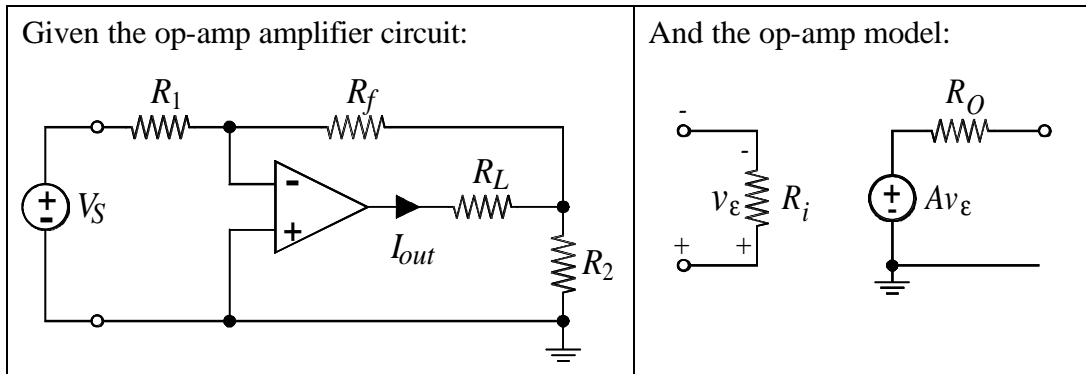 Given the op-amp amplifier circuit:
R1
Rf
+
-
VS
-
+
Iout
RL
R2
And the op-amp model:
-
-
vε
Ri
+
+
RO
+
-
Avε